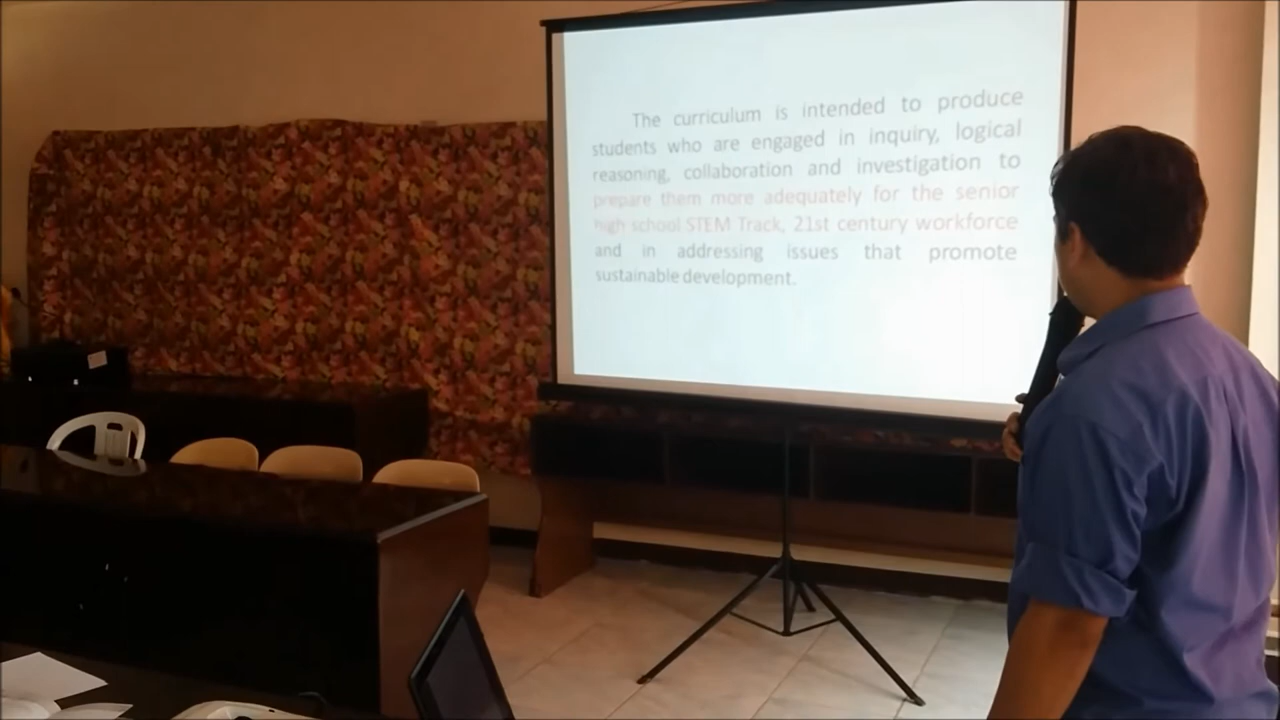 The curriculum is intended to produce
students who are engaged in inquiry, logical
reasoning, collaboration and investigation to
prepare them more adequately for the senior
high school STEM Track, 21st century workforce
and in addressing issues that promote
sustainable development.